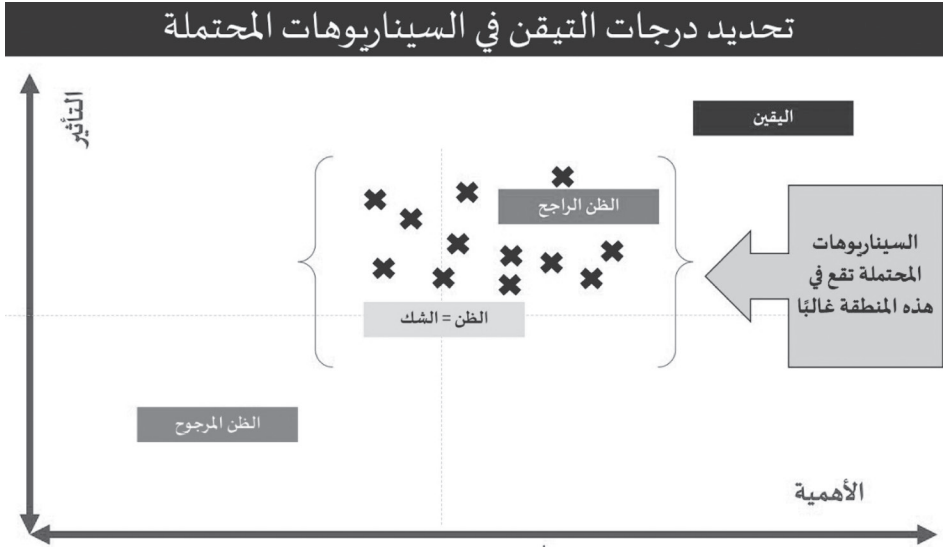 تحديد درجات التيقن في السيناريوهات المحتملة
التأثير
اليقين
الظن الراجح
السيناريوهات
المحتملة تقع في
هذه المنطقة غالبًا
الظن = الشك
الظن المرجوح
الأهمية